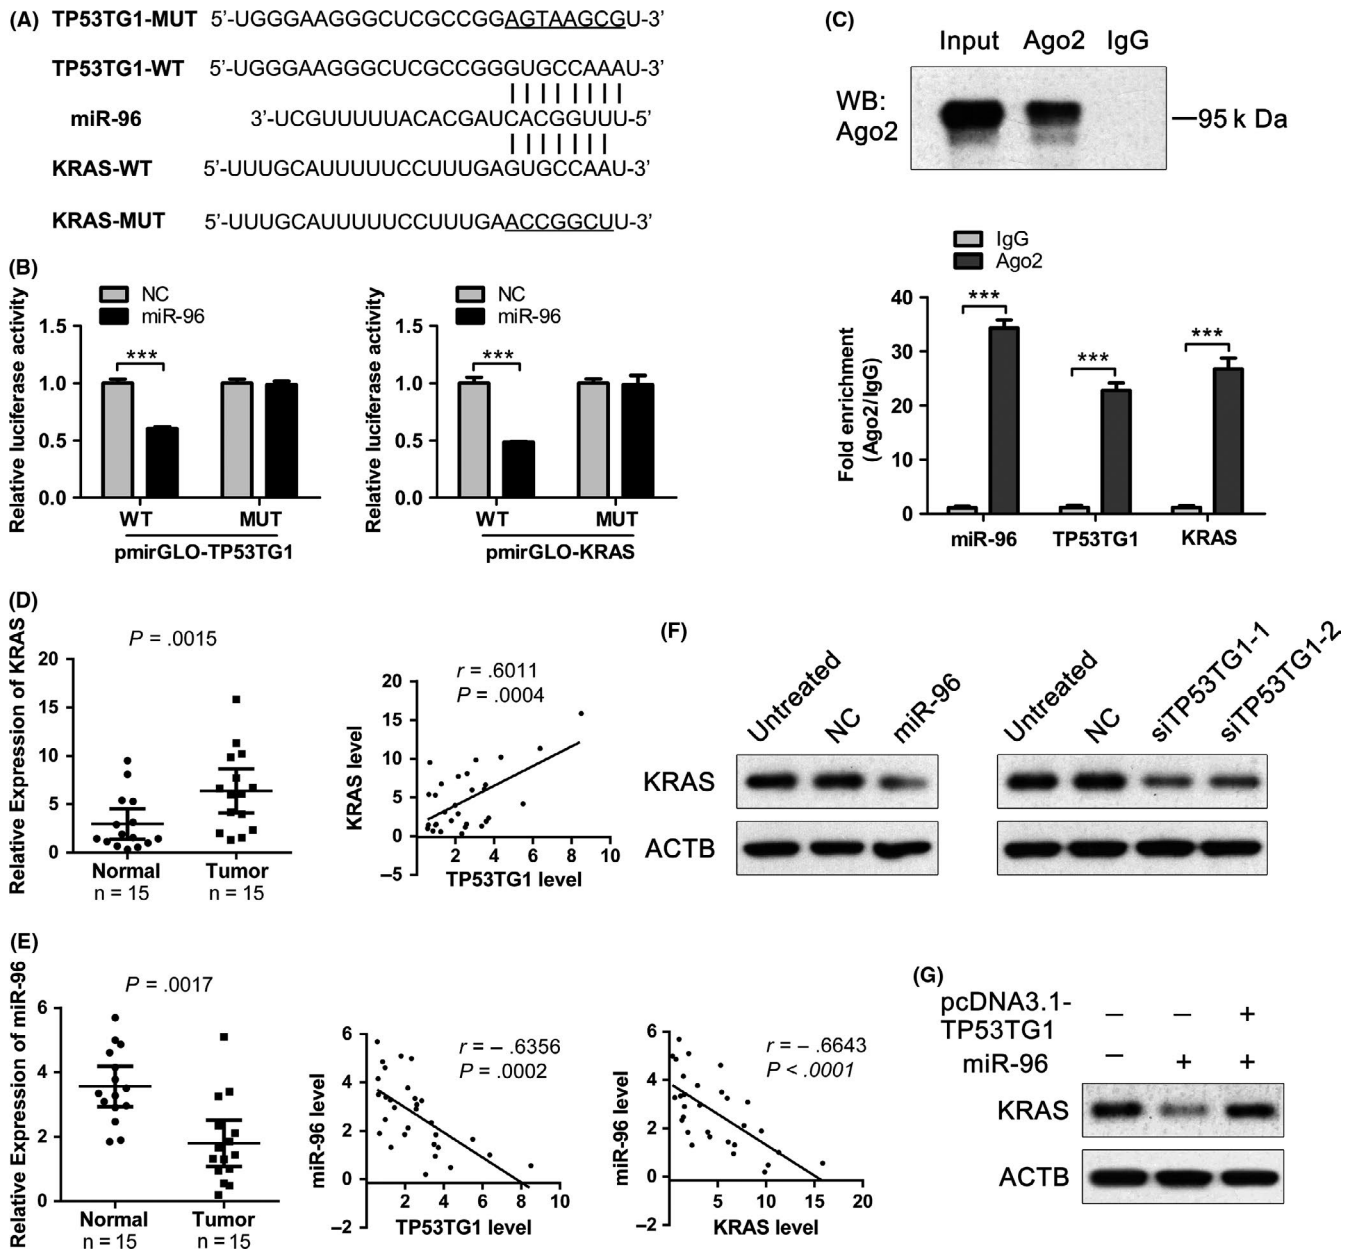 (A) TP53TG1-MUT 5’-UGGGAAGGGCUCGCCGGAGTAAGCGU-3’
TP53TG1-WT 5’-UGGGAAGGGCUCGCCGGGUGCCAAAU-3’
miR-96 3’-UCGUUUUUACACGAUCACGGUUU-5’
KRAS-WT 5’-UUUGCAUUUUUCCUUUGAGUGCCAAU-3’
KRAS-MUT 5’-UUUGCAUUUUUCCUUUGAACCGGCUU-3’
(B)
Relative luciferase activity
NC
miR-96
1.5
1.0
0.5
0.0
***
WT MUT
pmirGLO-TP53TG1
Relative luciferase activity
NC
miR-96
1.5
1.0
0.5
0.0
***
WT MUT
pmirGLO-KRAS
(C)
Input Ago2 IgG
WB:
Ago2
95 k Da
IgG
Ago2
Fold enrichment
(Ago2/IgG)
40
30
20
10
0
*** *** ***
miR-96 TP53TG1 KRAS
(D)
Relative Expression of KRAS
P = .0015
20
15
10
5
0
Normal Tumor
n = 15 n = 15
KRAS level
r = .6011
P = .0004
20
15
10
5
0
–5
2 4 6 8 10
TP53TG1 level
(E)
Relative Expression of miR-96
P = .0017
6
4
2
0
Normal Tumor
n = 15 n = 15
miR-96 level
r = – .6356
P = .0002
6
4
2
0
–2
2 4 6 8 10
TP53TG1 level
miR-96 level
r = – .6643
P < .0001
6
4
2
0
–2
5 10 15 20
KRAS level
(F)
Untreated NC miR-96
Untreated NC siTP53TG1-1 siTP53TG1-2
KRAS
ACTB
(G)
pcDNA3.1-
TP53TG1 – – +
miR-96 – + +
KRAS
ACTB